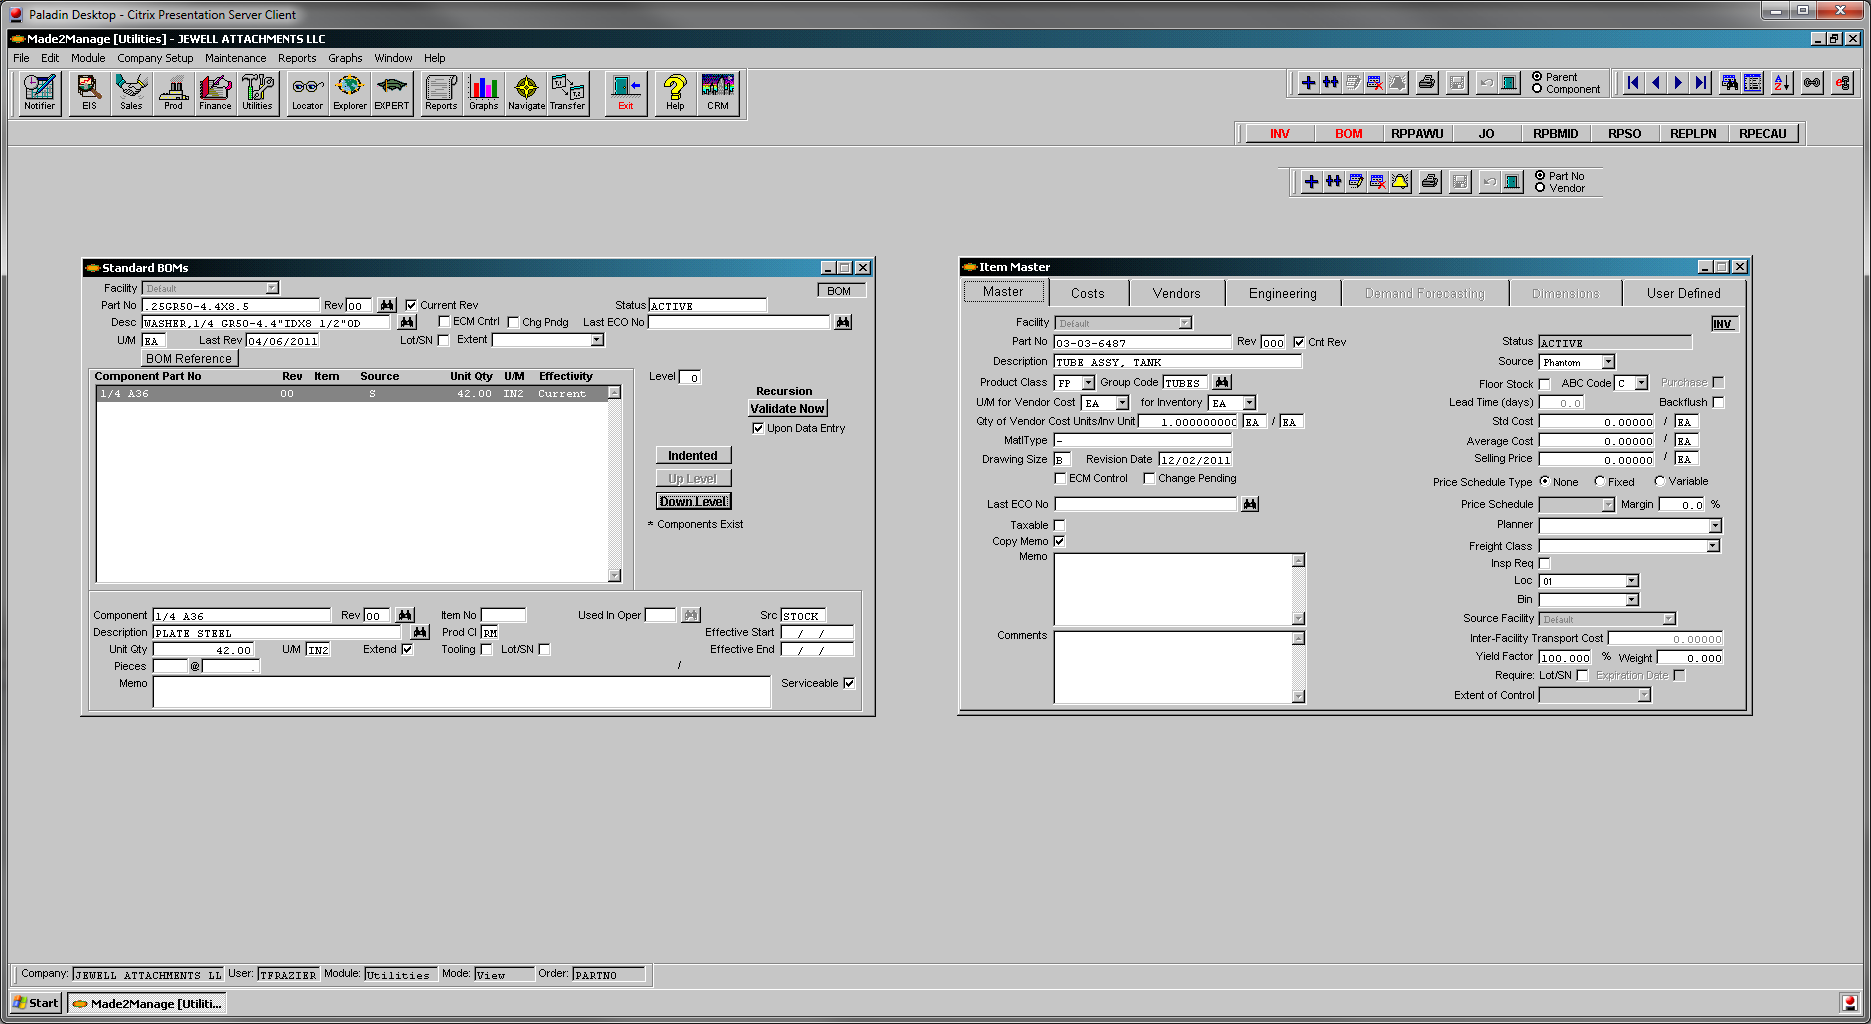 Paladin Desktop - Citrix Presentation Server Client
Made2Manage [Utilities] - JEWELL ATTACHMENTS LLC
File Edit Module Company Setup Maintenance Reports Graphs Window Help
Notifier EIS Sales Prod Finance Utilities Locator Explorer EXPERT Reports Graphs Navigate Transfer Exit Help CRM
Parent
Component
INV BOM RPPAWU JO RPBMID RPSO REPLPN RPECAU
Part No
Vendor
Standard BOMs
Facility Default
BOM
Part No .25GR50-4.4X8.5 Rev 00 Current Rev Status ACTIVE
Desc WASHER,1/4 GR50-4.4"IDX8 1/2"OD ECM Cntrl Chg Pndg Last ECO No
U/M EA Last Rev 04/06/2011 Lot/SN Extent
BOM Reference
Component Part No Rev Item Source Unit Qty U/M Effectivity
1/4 A36 00 S 42.00 IN2 Current
Level 0
Recursion
Validate Now
Upon Data Entry
Indented
Up Level
Down Level
* Components Exist
Component 1/4 A36 Rev 00 Item No Used In Oper Src STOCK
Description PLATE STEEL Prod Cl RM Effective Start / /
Unit Qty 42.00 U/M IN2 Extend Tooling Lot/SN Effective End / /
Pieces @ . /
Memo Serviceable
Item Master
Master Costs Vendors Engineering Demand Forecasting Dimensions User Defined
Facility Default INV
Part No 03-03-6487 Rev 000 Cnt Rev Status ACTIVE
Description TUBE ASSY, TANK Source Phantom
Product Class FP Group Code TUBES Floor Stock ABC Code C Purchase
U/M for Vendor Cost EA for Inventory EA Lead Time (days) 0.0 Backflush
Qty of Vendor Cost Units/Inv Unit 1.000000000 EA / EA Std Cost 0.00000 / EA
MatlType - Average Cost 0.00000 / EA
Drawing Size B Revision Date 12/02/2011 Selling Price 0.00000 / EA
ECM Control Change Pending Price Schedule Type None Fixed Variable
Last ECO No Price Schedule Margin 0.0 %
Taxable Planner
Copy Memo Freight Class
Memo Insp Req
Loc 01
Bin
Source Facility Default
Comments Inter-Facility Transport Cost 0.00000
Yield Factor 100.000 % Weight 0.000
Require: Lot/SN Expiration Date
Extent of Control
Company: JEWELL ATTACHMENTS LL User: TFRAZIER Module: Utilities Mode: View Order: PARTNO
Start Made2Manage [Utiliti...